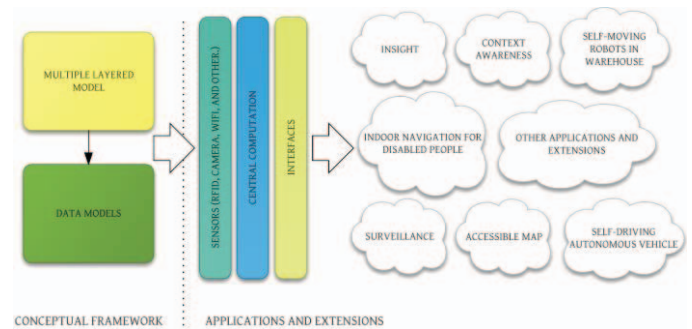 MULTIPLE LAYERED
MODEL
DATA MODELS
SENSORS (RFID, CAMERA, WIFI, AND OTHER,)
CENTRAL COMPUTATION
INTERFACES
INSIGHT
CONTEXT
AWARENESS
SELF-MOVING
ROBOTS IN
WAREHOUSE
INDOOR NAVIGATION FOR
DISABLED PEOPLE
OTHER APPLICATIONS AND
EXTENSIONS
SURVEILLANCE
ACCESSIBLE MAP
SELF-DRIVING
AUTONOMOUS VEHICLE
CONCEPTUAL FRAMEWORK
APPLICATIONS AND EXTENSIONS